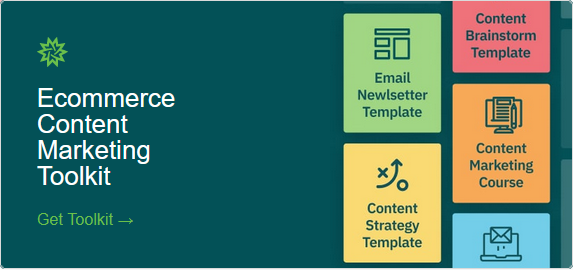 Ecommerce
Content
Marketing
Toolkit
Get Toolkit →
Email
Newlsetter
Template
Content
Strategy
Template
Content
Brainstorm
Template
Content
Marketing
Course